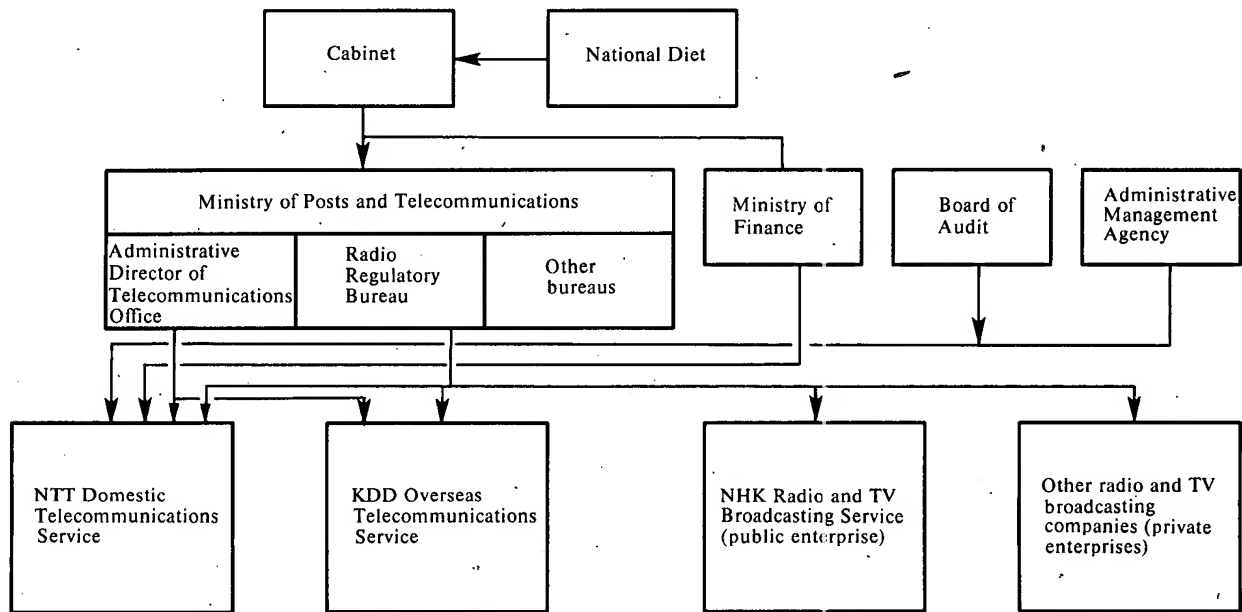 Cabinet
National Diet
Ministry of Posts and Telecommunications
Administrative
Director of
Telecommunications
Office
Radio
Regulatory
Bureau
Other
bureaus
Ministry of
Finance
Board of
Audit
Administrative
Management
Agency
NTT Domestic
Telecommunications
Service
KDD Overseas
Telecommunications
Service
NHK Radio and TV
Broadcasting Service
(public enterprise)
Other radio and TV
broadcasting
companies (private
enterprises)